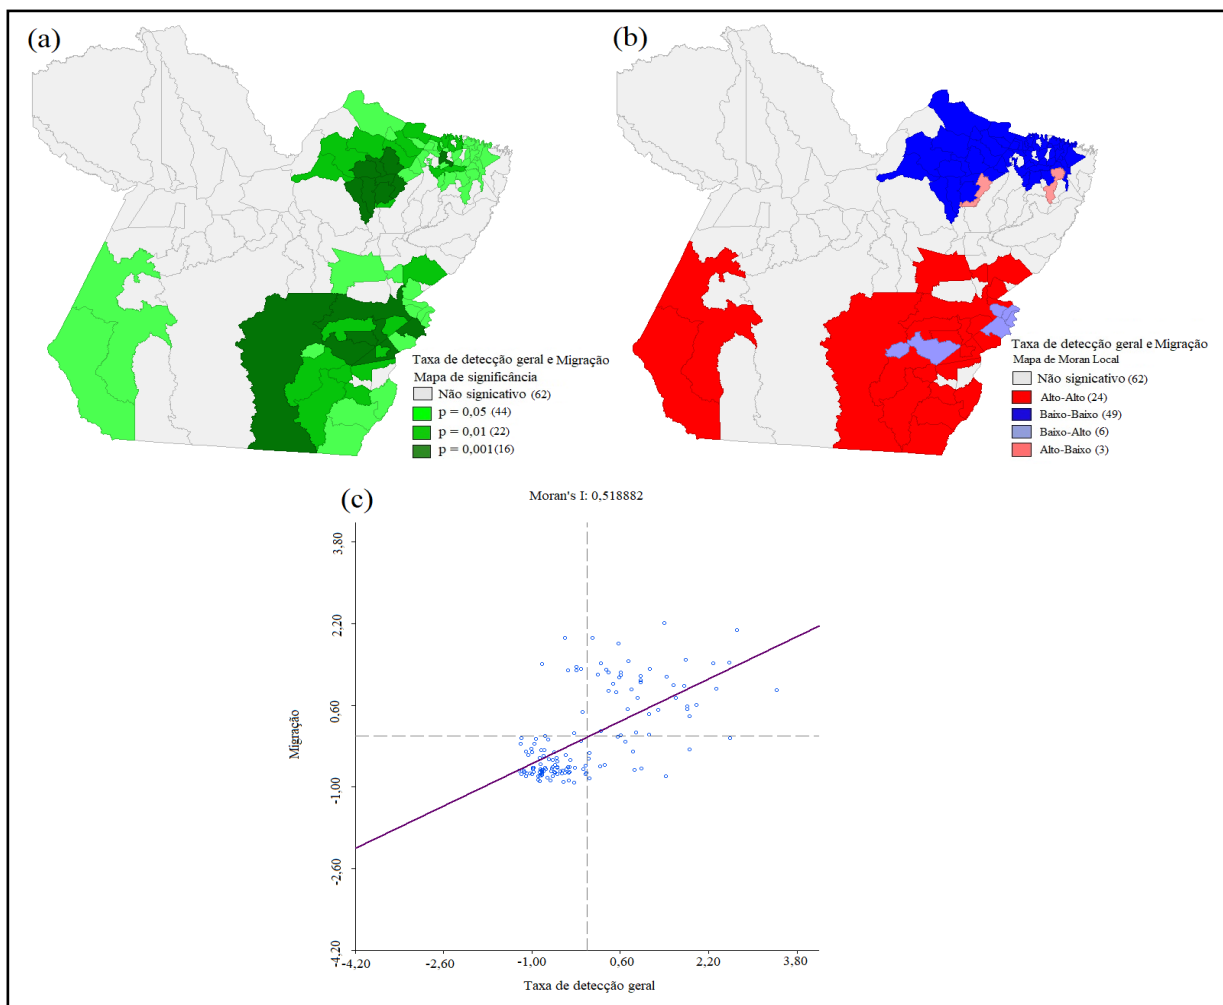 (a)
Taxa de detecção geral e Migração
Mapa de significância
Não signicativo (62)
p = 0,05 (44)
p = 0,01 (22)
p = 0,001(16)
(b)
Taxa de detecção geral e Migração
Mapa de Moran Local
Não signicativo (62)
Alto-Alto (24)
Baixo-Baixo (49)
Baixo-Alto (6)
Alto-Baixo (3)
(c)
Moran's I: 0,518882
Migração
3,80
2,20
0,60
-1,00
-2,60
-4,20
-4,20
-2,60
-1,00
0,60
2,20
3,80
Taxa de detecção geral